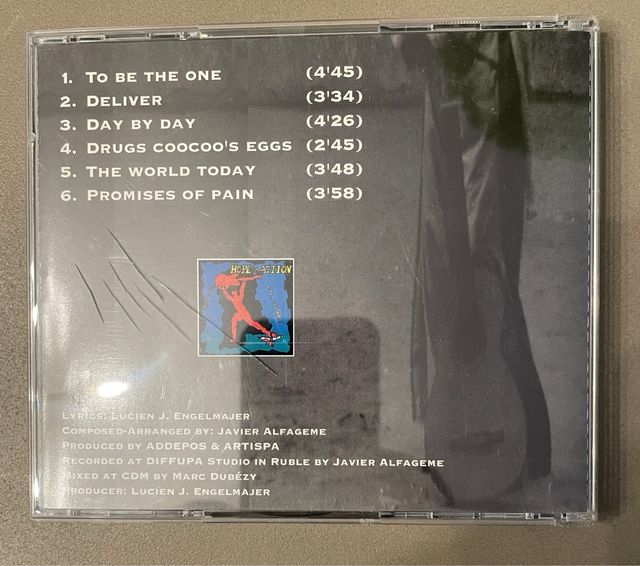 1. TO BE THE ONE (4'45)
2. DELIVER (3'34)
3. DAY BY DAY (4'26)
4. DRUGS COOCOO'S EGGS (2'45)
5. THE WORLD TODAY (3'48)
6. PROMISES OF PAIN (3'58)
HOPE ACTION
LYRICS: LUCIEN J. ENGELMAJER
COMPOSED-ARRANGED BY: JAVIER ALFAGEME
PRODUCED BY ADDEPOS & ARTISPA
RECORDED AT DIFFUPA STUDIO IN RUBLE BY JAVIER ALFAGEME
MIXED AT CDM BY MARC DUBÉZY
PRODUCER: LUCIEN J. ENGELMAJER